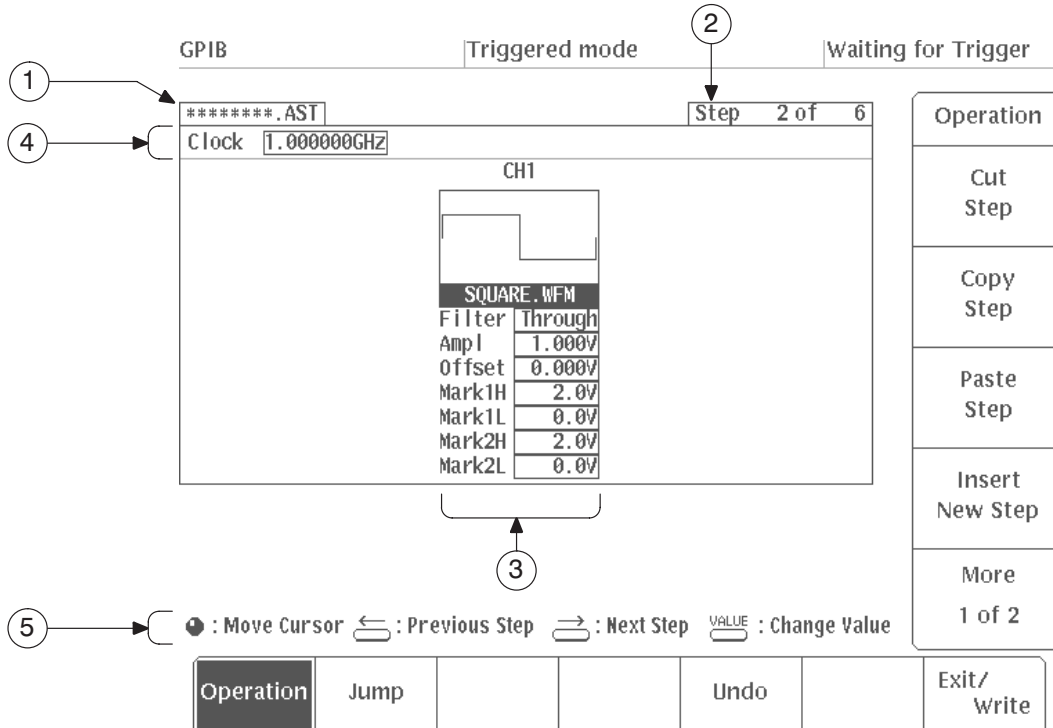 GPIB Triggered mode Waiting for Trigger
1
2
********.AST Step 2 of 6
4
Clock 1.000000GHz
CH1
SQUARE.WFM
Filter Through
Ampl 1.000V
Offset 0.000V
Mark1H 2.0V
Mark1L 0.0V
Mark2H 2.0V
Mark2L 0.0V
3
Operation
Cut
Step
Copy
Step
Paste
Step
Insert
New Step
More
1 of 2
5
: Move Cursor : Previous Step : Next Step VALUE : Change Value
Operation Jump Undo Exit/
Write